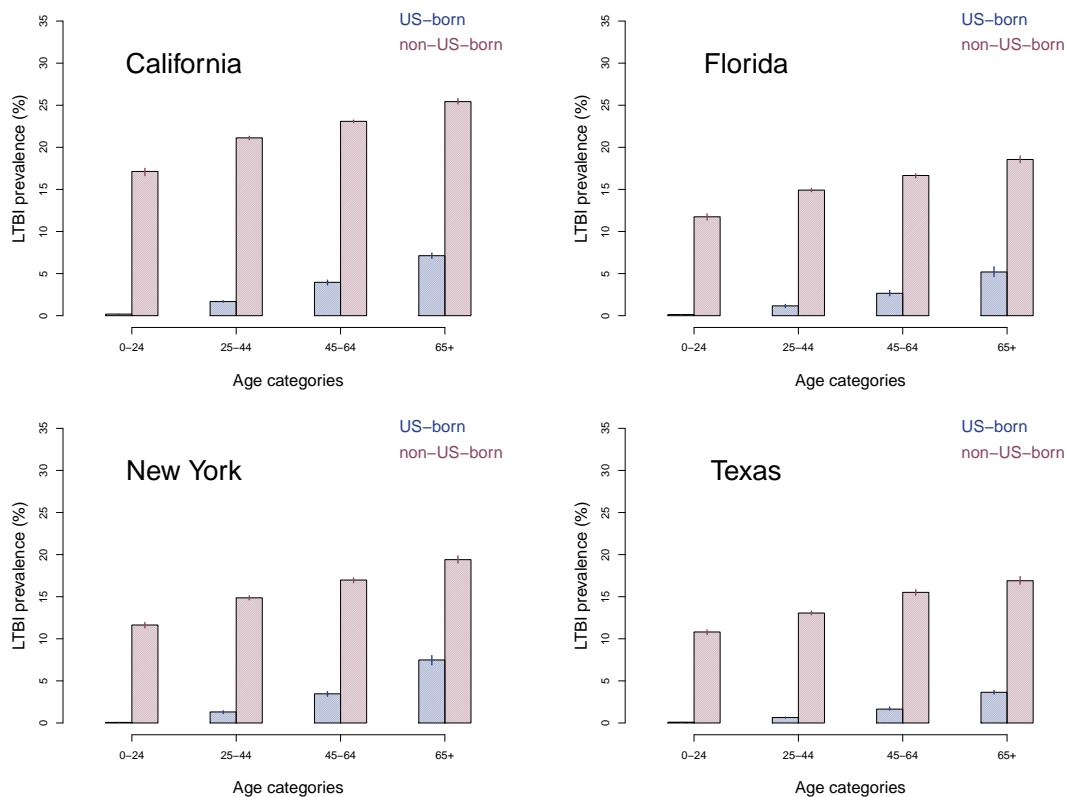 US−born
non−US−born
California
LTBI prevalence (%)
35
30
25
20
15
10
5
0
0−24 25−44 45−64 65+
Age categories
US−born
non−US−born
Florida
LTBI prevalence (%)
35
30
25
20
15
10
5
0
0−24 25−44 45−64 65+
Age categories
US−born
non−US−born
New York
LTBI prevalence (%)
35
30
25
20
15
10
5
0
0−24 25−44 45−64 65+
Age categories
US−born
non−US−born
Texas
LTBI prevalence (%)
35
30
25
20
15
10
5
0
0−24 25−44 45−64 65+
Age categories